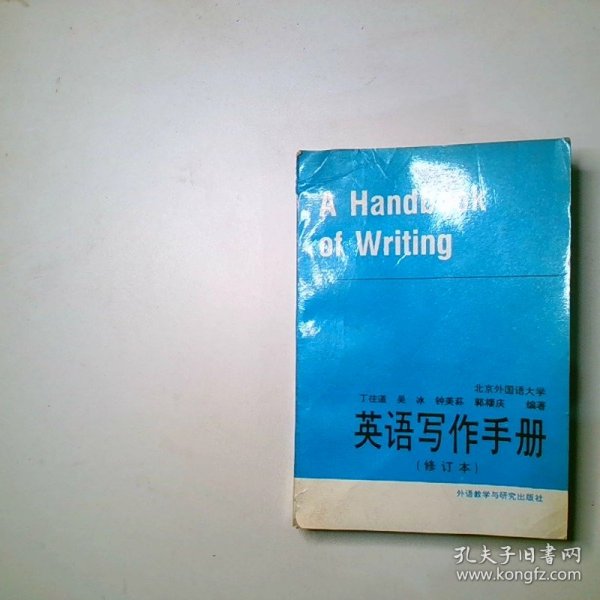 A Handbook
of Writing
北京外国语大学
丁往道 吴冰 钟美荪 郭棲庆 编著
英语写作手册
(修订本)
外语教学与研究出版社
孔夫子旧书网
www.kongfz.com